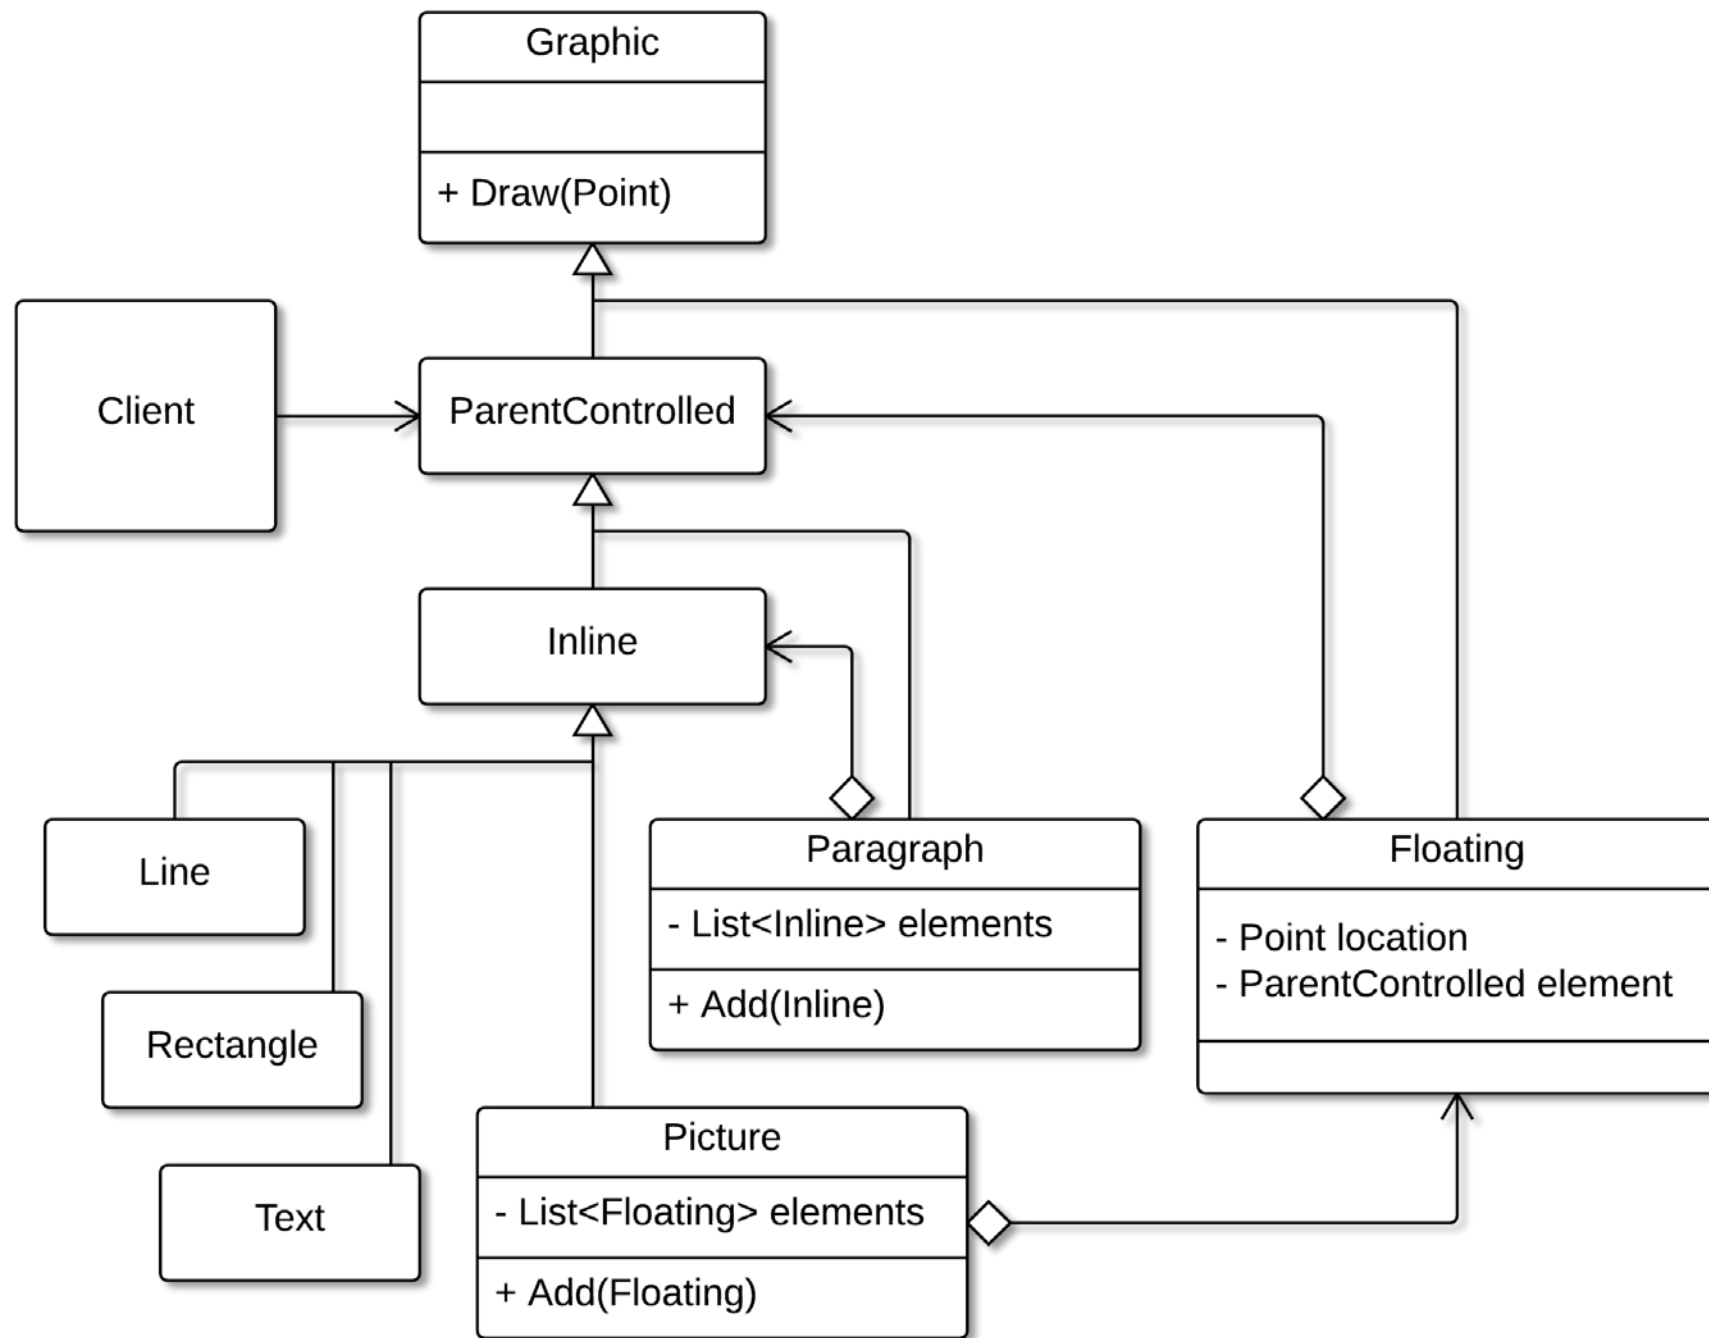 Graphic
+ Draw(Point)
Client
ParentControlled
Inline
Line
Paragraph
- List<Inline> elements
+ Add(Inline)
Floating
- Point location
- ParentControlled element
Rectangle
Text
Picture
- List<Floating> elements
+ Add(Floating)